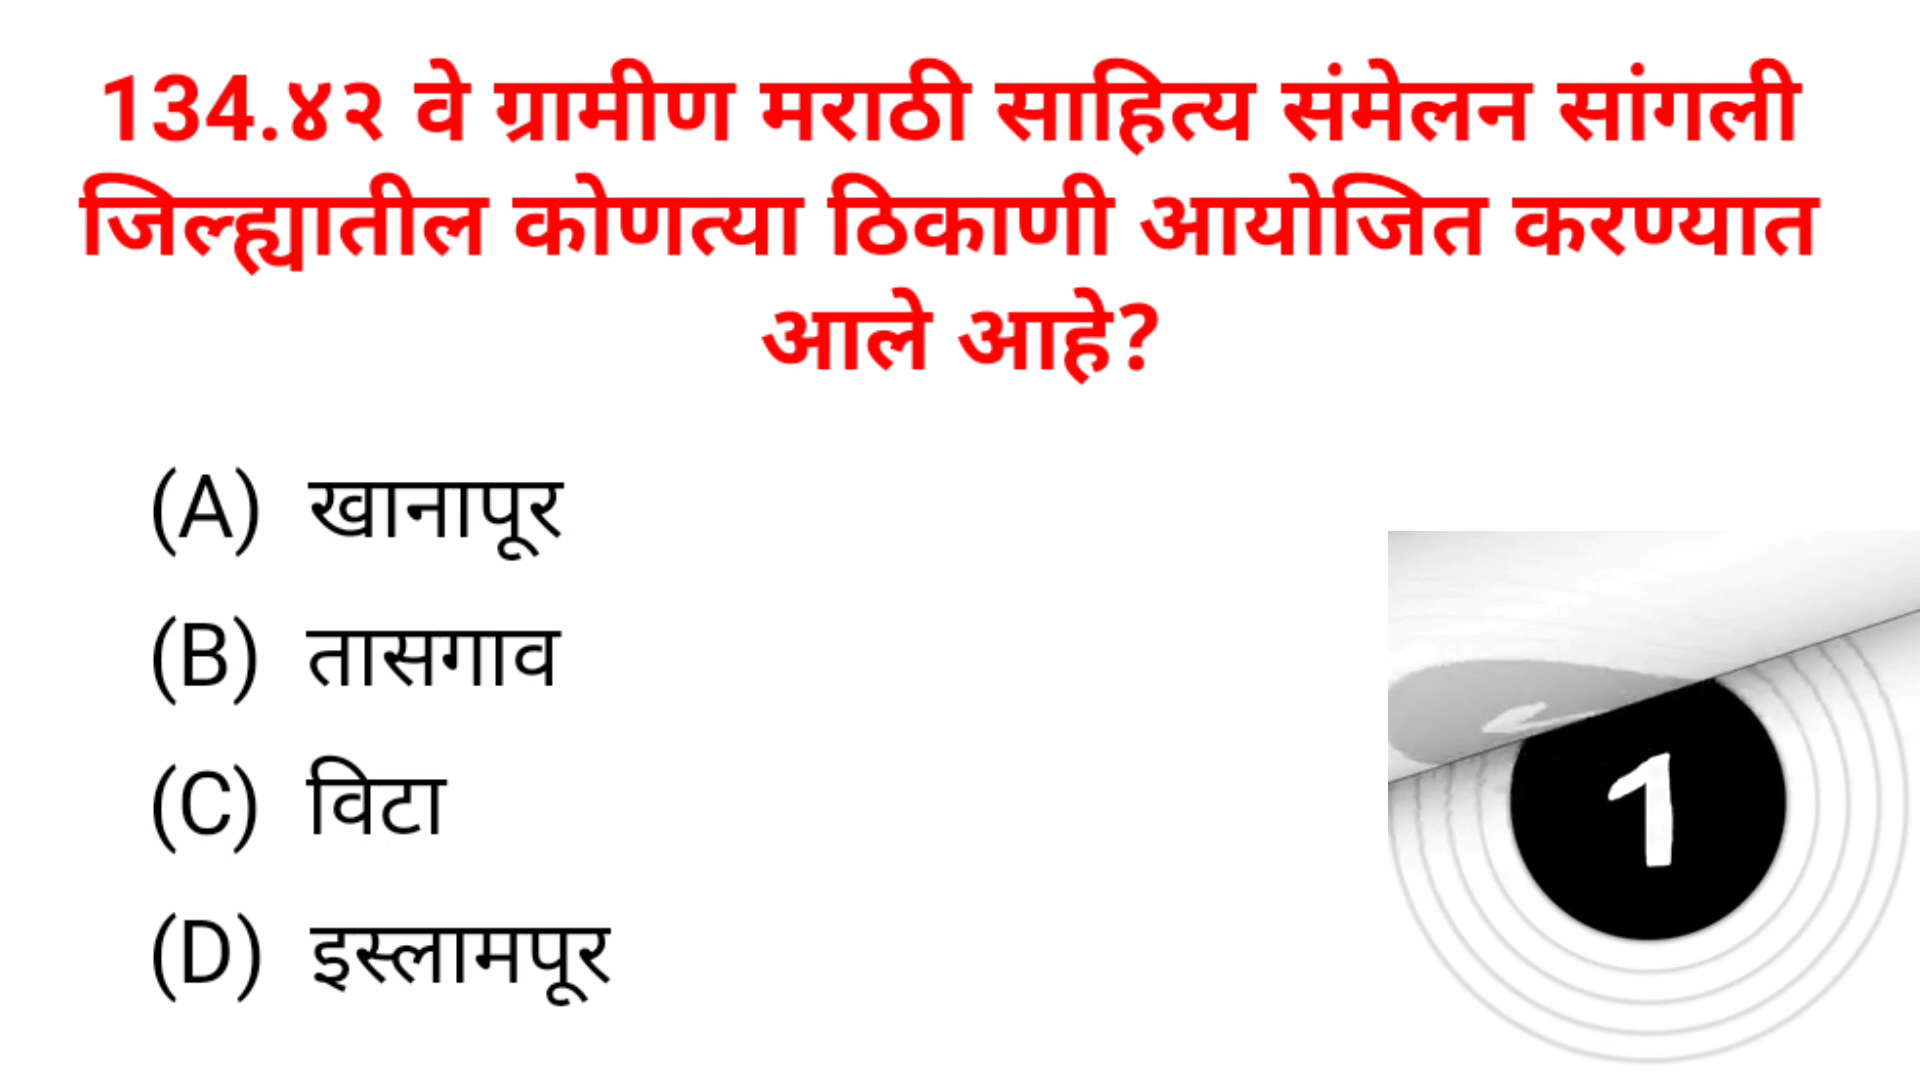 134.४२ वे ग्रामीण मराठी साहित्य संमेलन सांगली
जिल्ह्यातील कोणत्या ठिकाणी आयोजित करण्यात
आले आहे?
(A) खानापूर
(B) तासगाव
(C) विटा
(D) इस्लामपूर
1